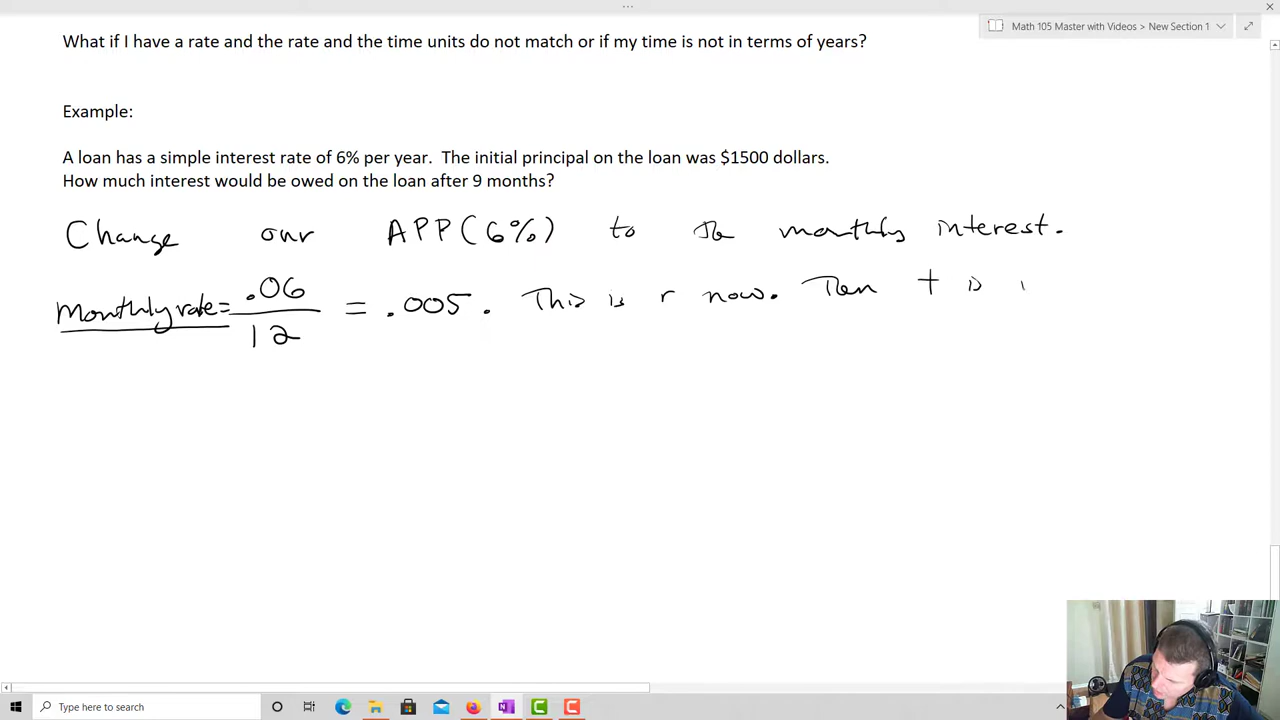 Math 105 Master with Videos > New Section 1
What if I have a rate and the rate and the time units do not match or if my time is not in terms of years?
Example:
A loan has a simple interest rate of 6% per year. The initial principal on the loan was $1500 dollars.
How much interest would be owed on the loan after 9 months?
Change our APP(6%) to the monthly interest.
Monthly rate = .06/12 = .005. This is r now. Then t is
Type here to search